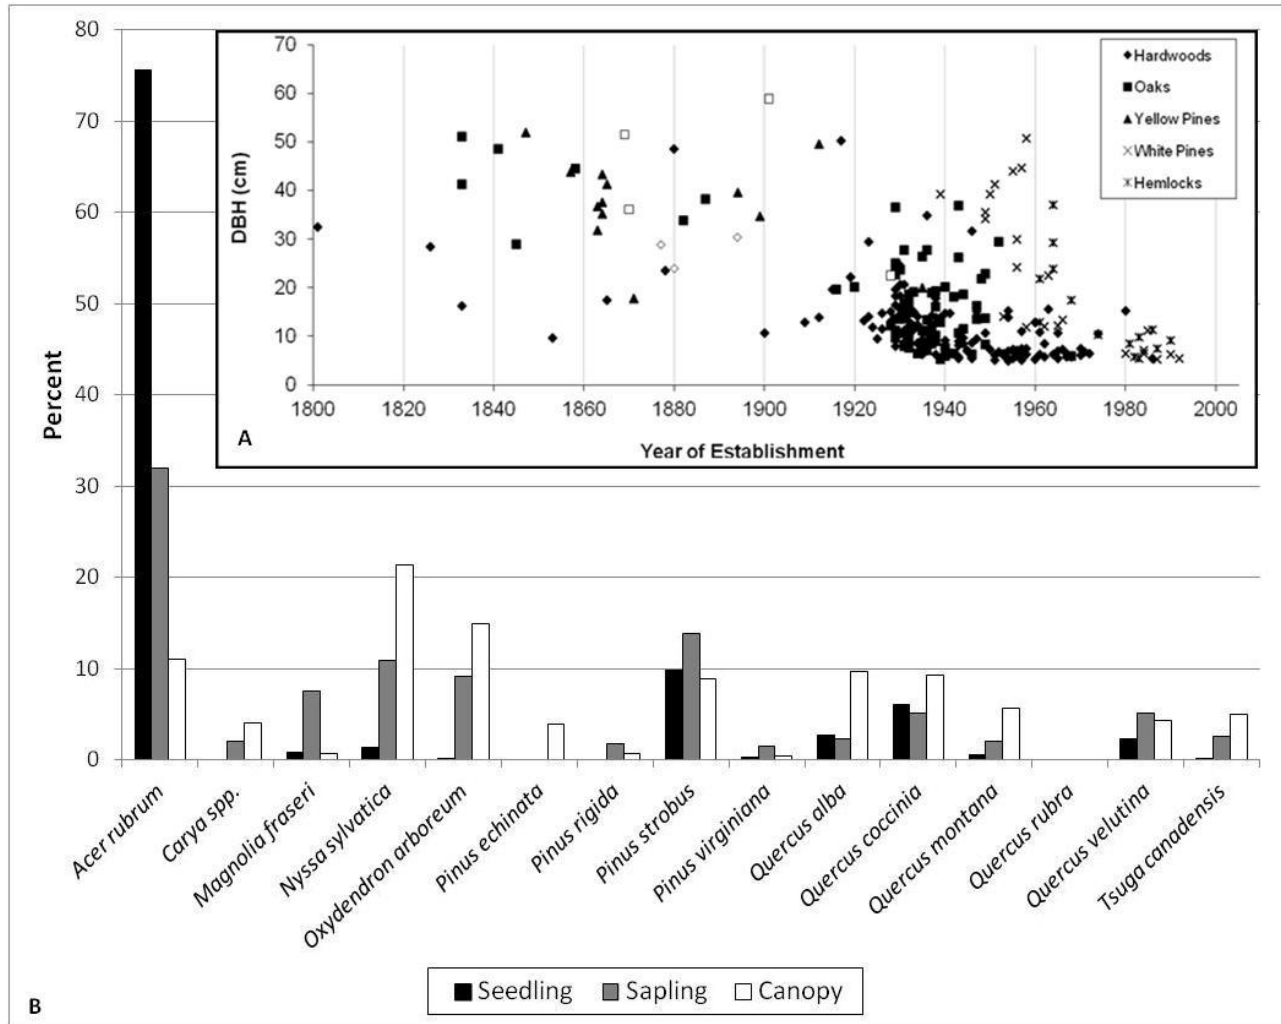 80
70
60
50
40
30
20
10
0
Percent
70
60
50
40
30
20
10
0
DBH (cm)
1800 1820 1840 1860 1880 1900 1920 1940 1960 1980 2000
Year of Establishment
A
Hardwoods
Oaks
Yellow Pines
White Pines
Hemlocks
Acer rubrum
Carya spp.
Magnolia fraseri
Nyssa sylvatica
Oxydendron arboreum
Pinus echinata
Pinus rigida
Pinus strobus
Pinus virginiana
Quercus alba
Quercus coccinia
Quercus montana
Quercus rubra
Quercus velutina
Tsuga canadensis
Seedling Sapling Canopy
B